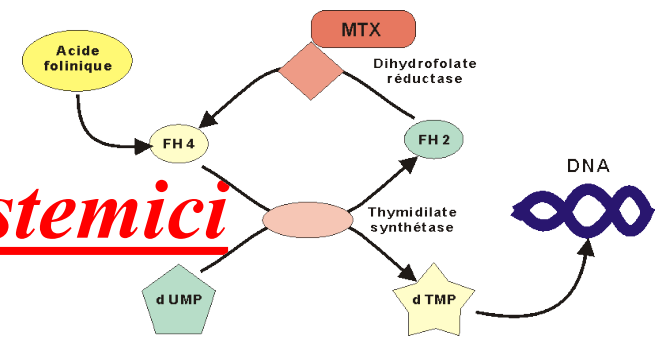 MTX
Acide
folinique
Dihydrofolate
réductase
FH 4
FH 2
DNA
stemici
Thymidilate
synthétase
d UMP
d TMP